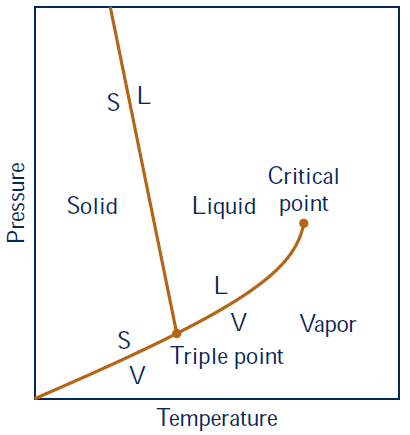 S L
Critical
point
Solid
Liquid
Pressure
L
V
Vapor
S
V
Triple point
Temperature